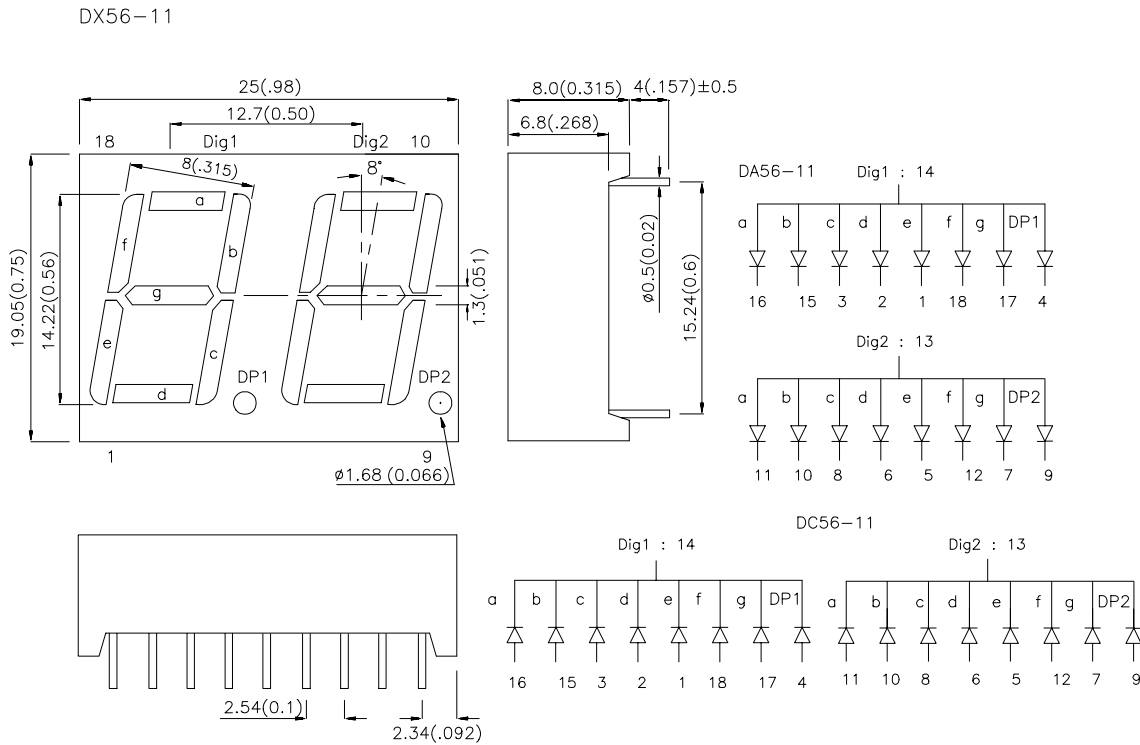 DX56-11
25(.98)
8.0(0.315)
4(.157)±0.5
12.7(0.50)
6.8(.268)
18
Dig1
Dig2
10
8(.315)
8°
a
f
b
g
e
c
d
19.05(0.75)
14.22(0.56)
1.3(.051)
DP1
DP2
1
9
ø1.68 (0.066)
ø0.5(0.02)
15.24(0.6)
DA56-11
Dig1 : 14
a b c d e f g DP1
16 15 3 2 1 18 17 4
Dig2 : 13
a b c d e f g DP2
11 10 8 6 5 12 7 9
DC56-11
Dig1 : 14
a b c d e f g DP1
16 15 3 2 1 18 17 4
Dig2 : 13
a b c d e f g DP2
11 10 8 6 5 12 7 9
2.54(0.1)
2.34(.092)